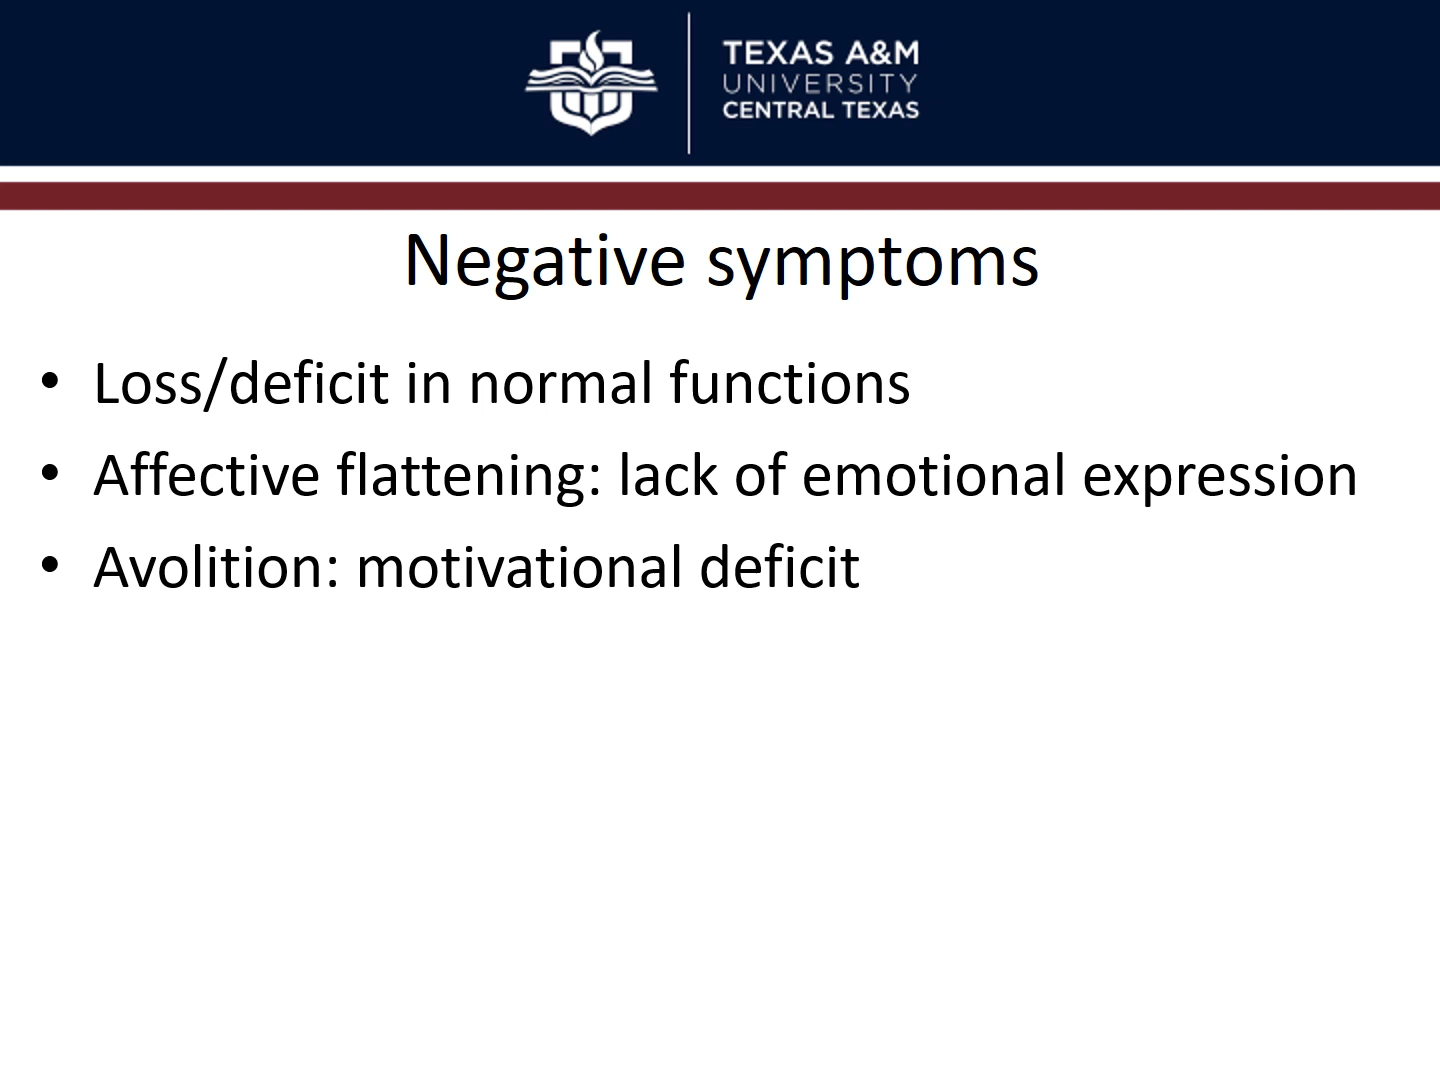 TEXAS A&M
UNIVERSITY
CENTRAL TEXAS
Negative symptoms
• Loss/deficit in normal functions
• Affective flattening: lack of emotional expression
• Avolition: motivational deficit